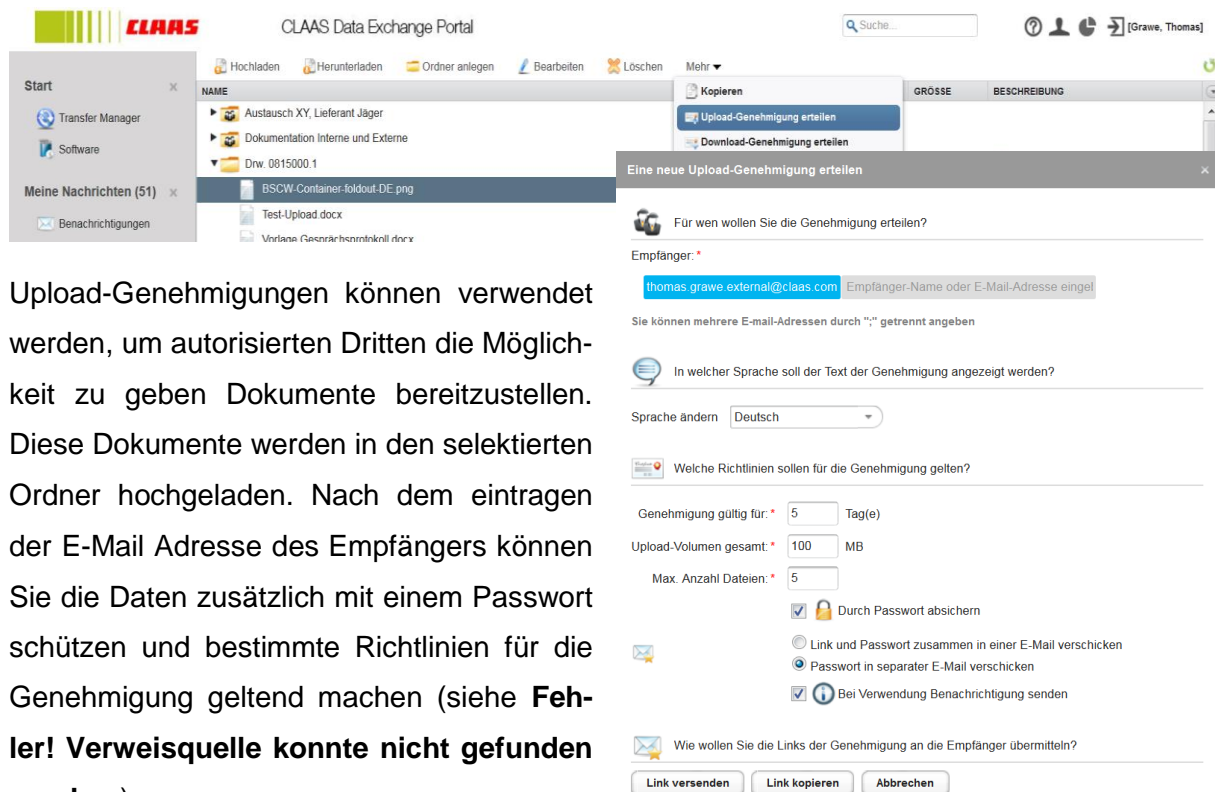 CLAAS
CLAAS Data Exchange Portal
Suche...
[Grawe, Thomas]
Hochladen Herunterladen Ordner anlegen Bearbeiten Löschen Mehr
Start
Transfer Manager
Software
Meine Nachrichten (51)
Benachrichtigungen
NAME GRÖSSE BESCHREIBUNG
Austausch XY, Lieferant Jäger
Dokumentation Interne und Externe
Drw. 0815000.1
BSCW-Container-foldout-DE.png
Test-Upload.docx
Vorlage Gesprächsprotokoll.docx
Kopieren
Upload-Genehmigung erteilen
Download-Genehmigung erteilen
Upload-Genehmigungen können verwendet
werden, um autorisierten Dritten die Möglich-
keit zu geben Dokumente bereitzustellen.
Diese Dokumente werden in den selektierten
Ordner hochgeladen. Nach dem eintragen
der E-Mail Adresse des Empfängers können
Sie die Daten zusätzlich mit einem Passwort
schützen und bestimmte Richtlinien für die
Genehmigung geltend machen (siehe Feh-
ler! Verweisquelle konnte nicht gefunden
Eine neue Upload-Genehmigung erteilen
Für wen wollen Sie die Genehmigung erteilen?
Empfänger: *
thomas.grawe.external@claas.com Empfänger-Name oder E-Mail-Adresse eingel
Sie können mehrere E-mail-Adressen durch ";" getrennt angeben
In welcher Sprache soll der Text der Genehmigung angezeigt werden?
Sprache ändern Deutsch
Welche Richtlinien sollen für die Genehmigung gelten?
Genehmigung gültig für: * 5 Tag(e)
Upload-Volumen gesamt: * 100 MB
Max. Anzahl Dateien: * 5
Durch Passwort absichern
Link und Passwort zusammen in einer E-Mail verschicken
Passwort in separater E-Mail verschicken
Bei Verwendung Benachrichtigung senden
Wie wollen Sie die Links der Genehmigung an die Empfänger übermitteln?
Link versenden Link kopieren Abbrechen